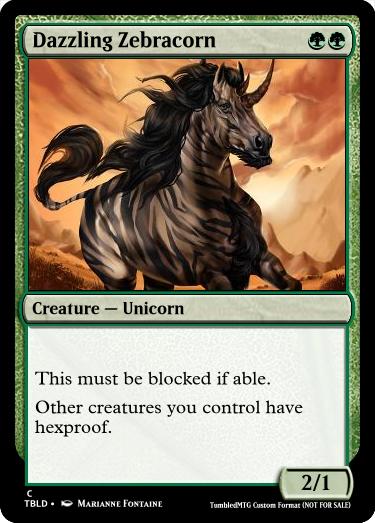 Dazzling Zebracorn
Creature — Unicorn
This must be blocked if able.
Other creatures you control have
hexproof.
2/1
C
TBLD • Marianne Fontaine
TumbledMTG Custom Format (NOT FOR SALE)